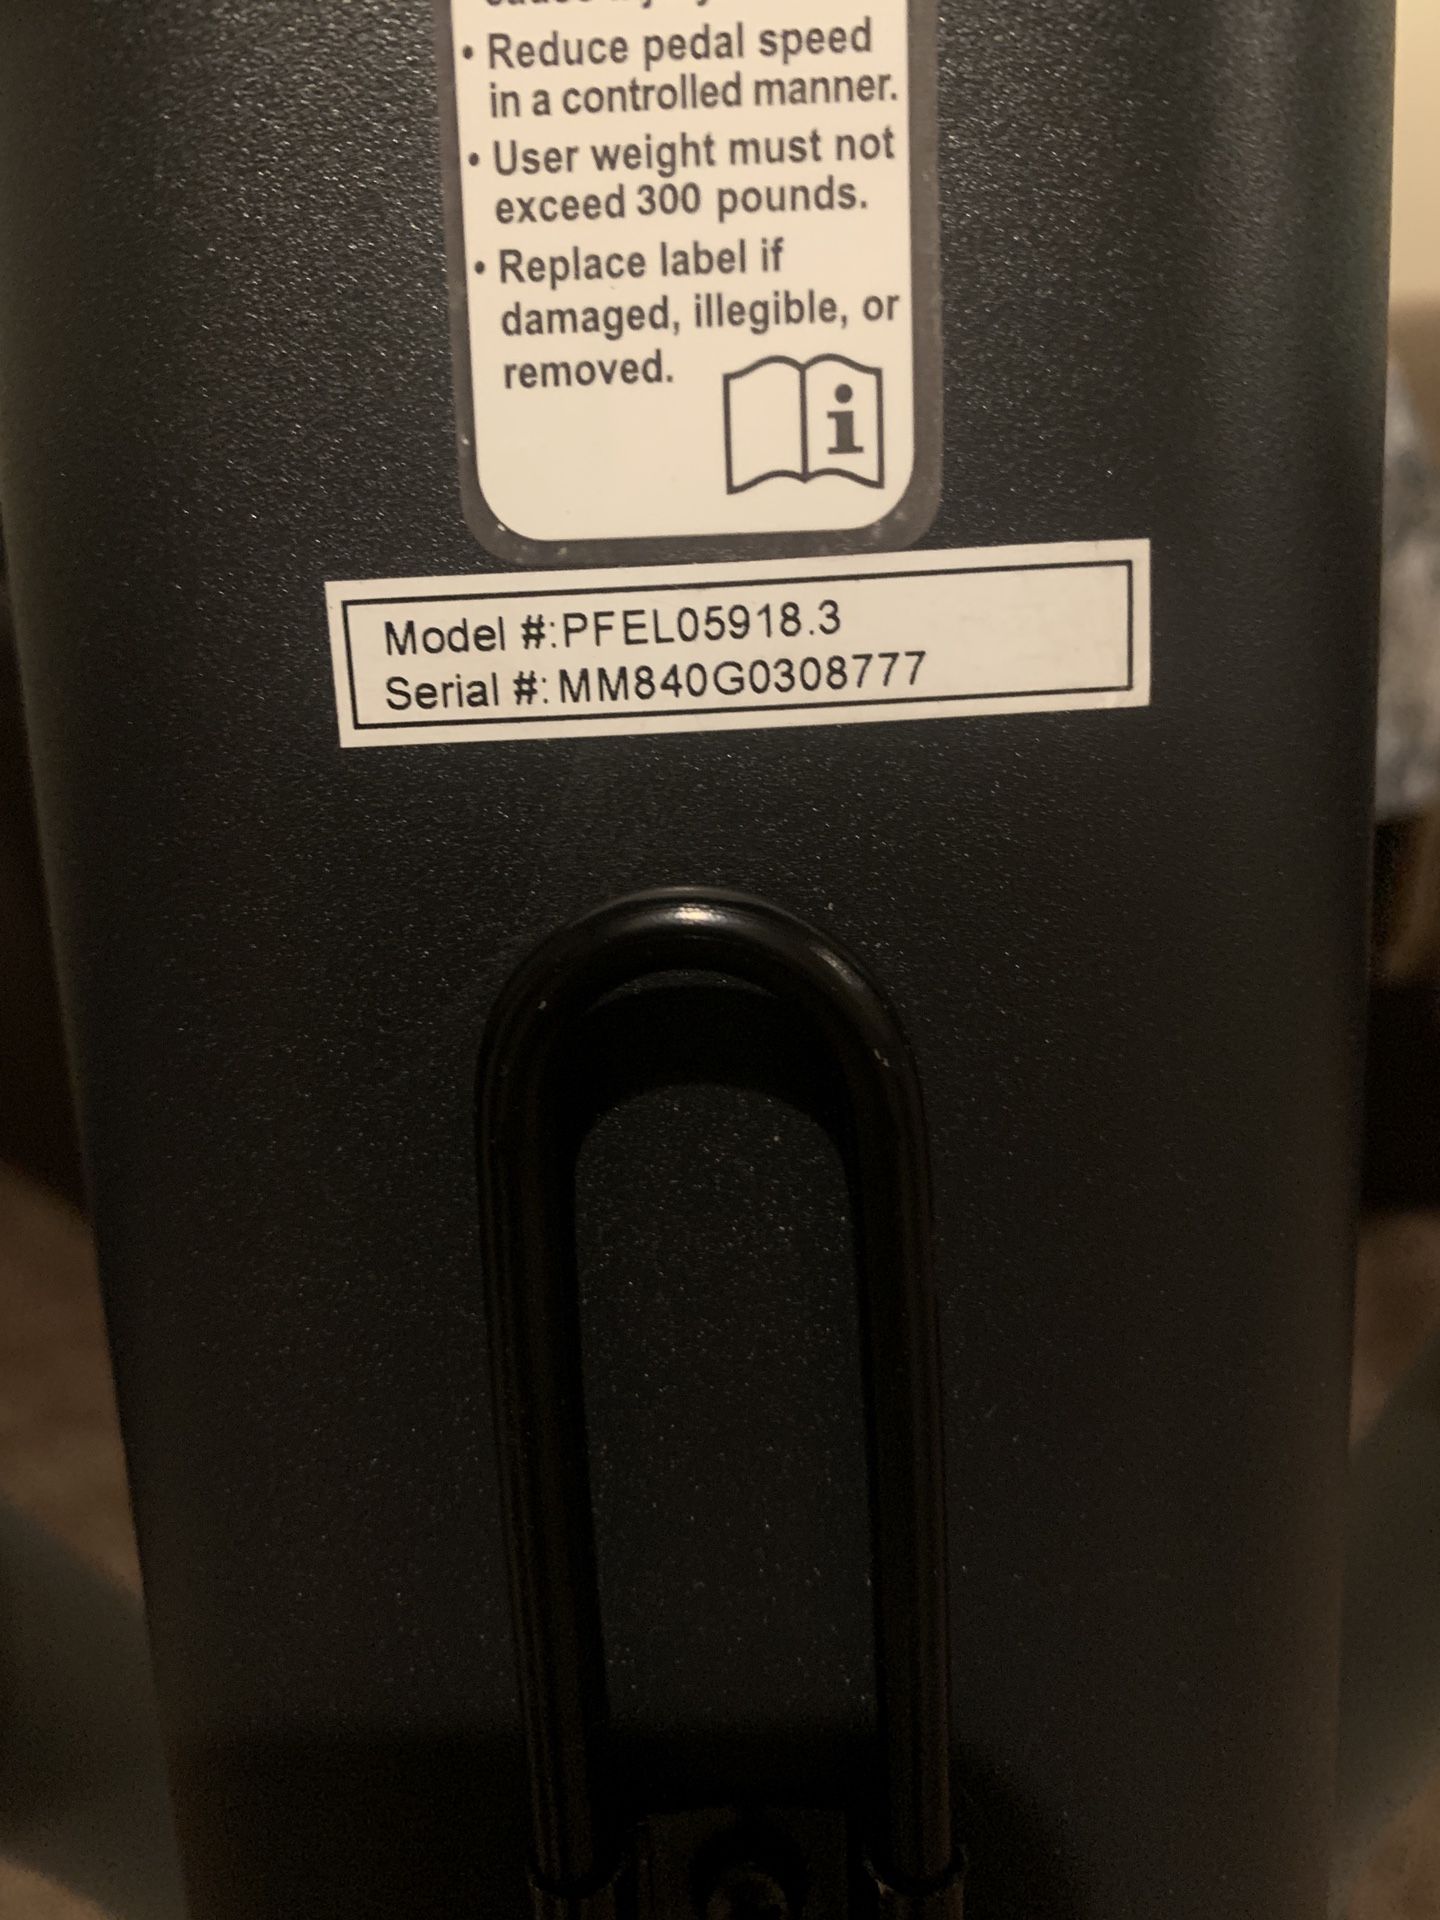 • Reduce pedal speed
in a controlled manner.
• User weight must not
exceed 300 pounds.
• Replace label if
damaged, illegible, or
removed.
i
Model #:PFEL05918.3
Serial #: MM840G0308777